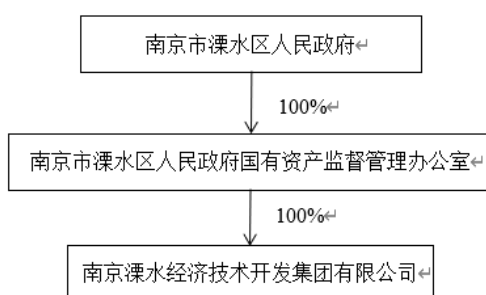 南京市溧水区人民政府↵
100%↵
南京市溧水区人民政府国有资产监督管理办公室↵
100%↵
南京溧水经济技术开发集团有限公司↵